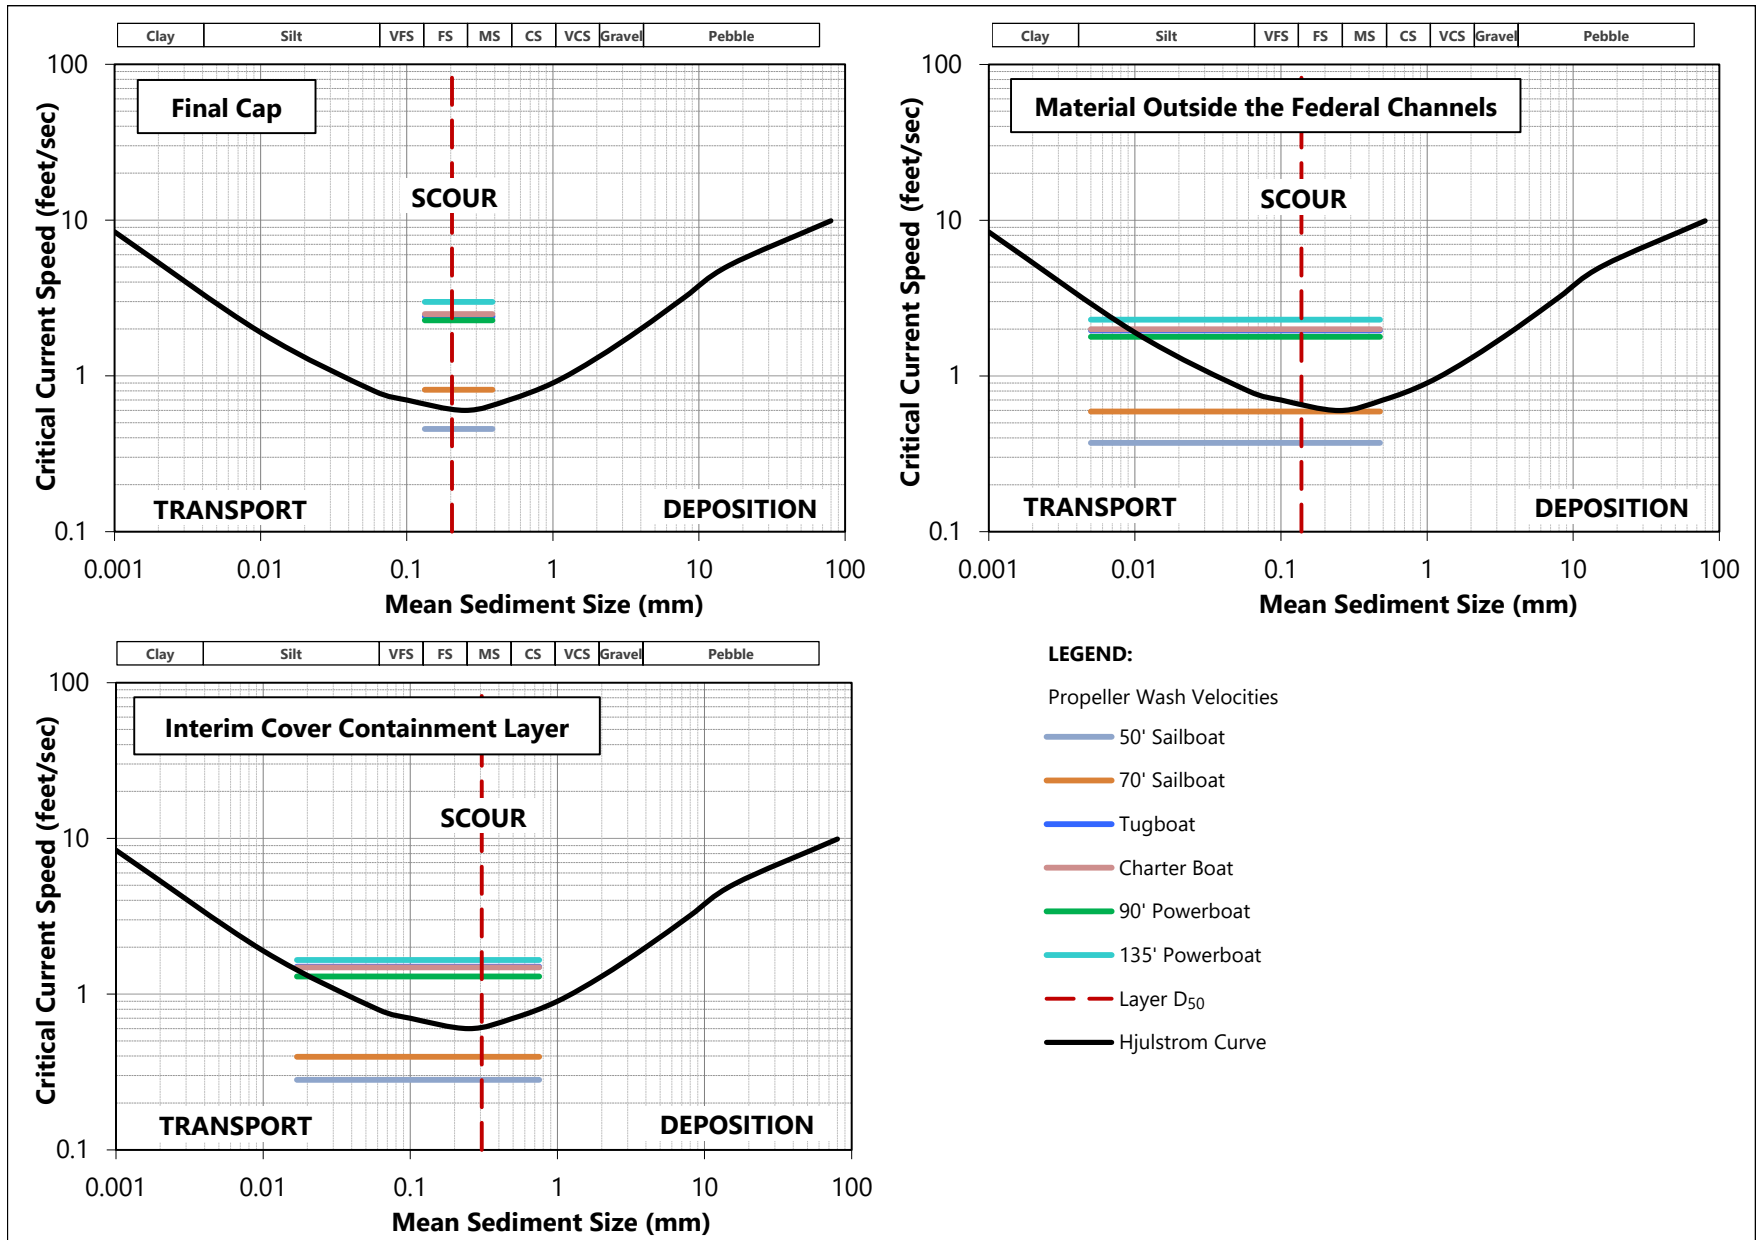 Clay Silt VFS FS MS CS VCS Gravel Pebble
100
Final Cap
SCOUR
10
1
TRANSPORT DEPOSITION
0.1
0.001 0.01 0.1 1 10 100
Critical Current Speed (feet/sec)
Mean Sediment Size (mm)
Clay Silt VFS FS MS CS VCS Gravel Pebble
100
Material Outside the Federal Channels
SCOUR
10
1
TRANSPORT DEPOSITION
0.1
0.001 0.01 0.1 1 10 100
Critical Current Speed (feet/sec)
Mean Sediment Size (mm)
Clay Silt VFS FS MS CS VCS Gravel Pebble
100
Interim Cover Containment Layer
SCOUR
10
1
TRANSPORT DEPOSITION
0.1
0.001 0.01 0.1 1 10 100
Critical Current Speed (feet/sec)
Mean Sediment Size (mm)
LEGEND:
Propeller Wash Velocities
50' Sailboat
70' Sailboat
Tugboat
Charter Boat
90' Powerboat
135' Powerboat
Layer D₅₀
Hjulstrom Curve